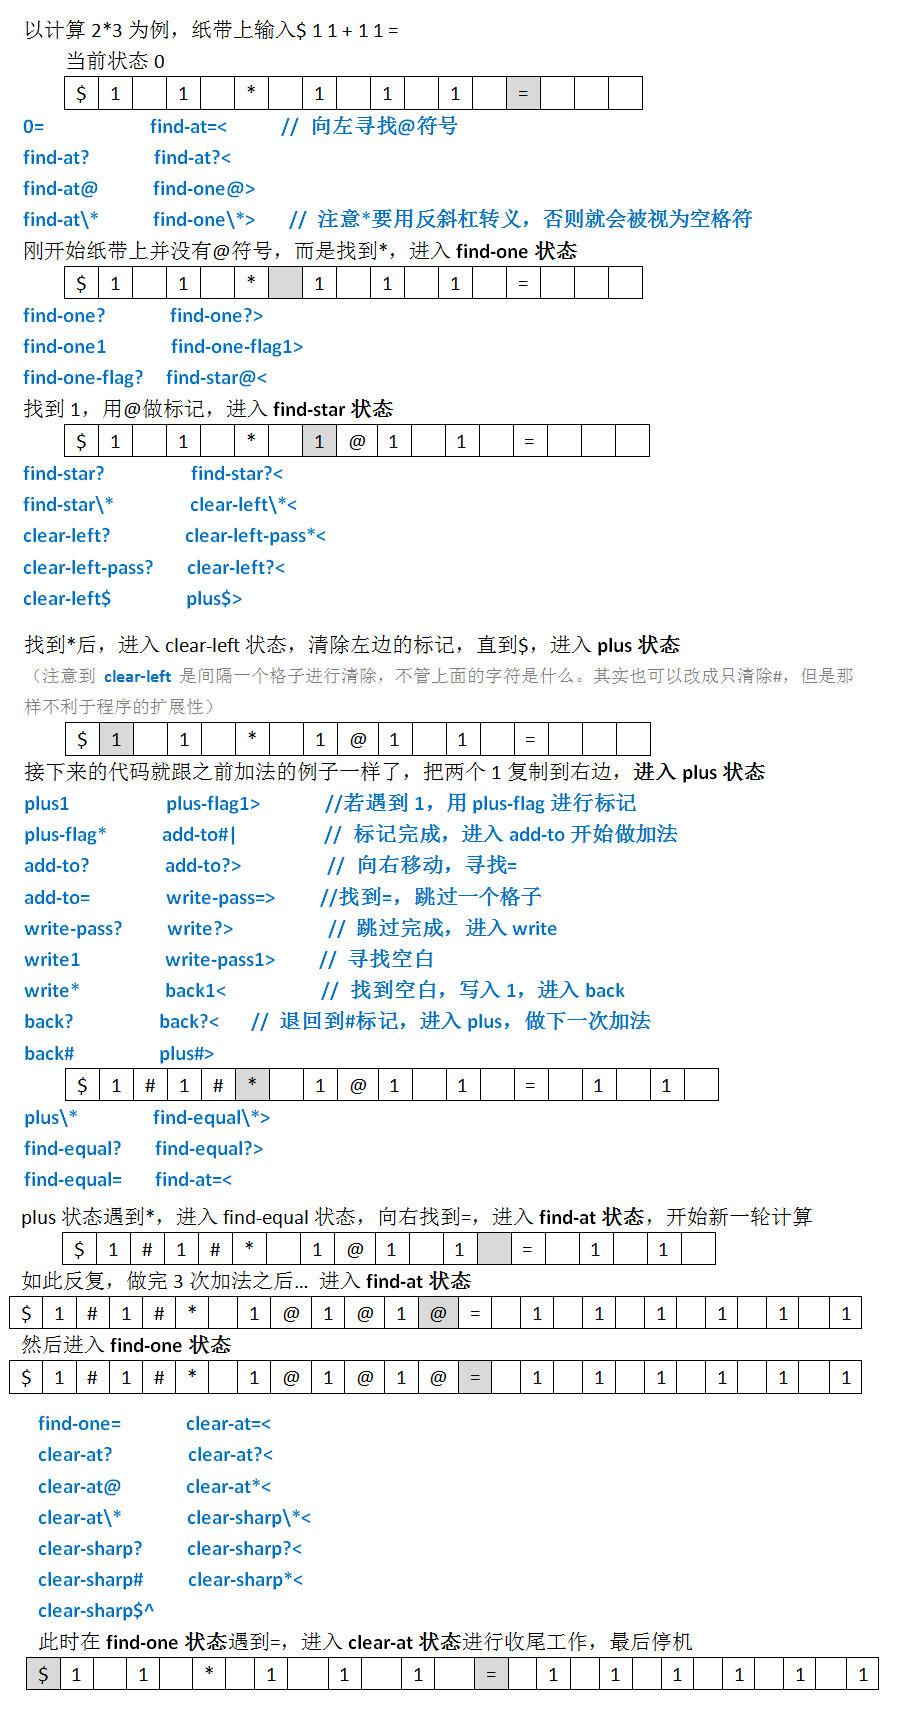 以计算 2*3 为例，纸带上输入$ 1 1 + 1 1 =
当前状态 0
$ 1 1 * 1 1 1 =
0= find-at=< // 向左寻找@符号
find-at? find-at?<
find-at@ find-one@>
find-at\* find-one\*> // 注意*要用反斜杠转义，否则就会被视为空格符
刚开始纸带上并没有@符号，而是找到*，进入 find-one 状态
$ 1 1 * 1 1 1 =
find-one? find-one?>
find-one1 find-one-flag1>
find-one-flag? find-star@<
找到 1，用@做标记，进入 find-star 状态
$ 1 1 * 1 @ 1 1 =
find-star? find-star?<
find-star\* clear-left\*<
clear-left? clear-left-pass*<
clear-left-pass? clear-left?<
clear-left$ plus$>
找到*后，进入 clear-left 状态，清除左边的标记，直到$，进入 plus 状态
（注意到 clear-left 是间隔一个格子进行清除，不管上面的字符是什么。其实也可以改成只清除#，但是那
样不利于程序的扩展性）
$ 1 1 * 1 @ 1 1 =
接下来的代码就跟之前加法的例子一样了，把两个 1 复制到右边，进入 plus 状态
plus1 plus-flag1> //若遇到 1，用 plus-flag 进行标记
plus-flag* add-to#| // 标记完成，进入 add-to 开始做加法
add-to? add-to?> // 向右移动，寻找=
add-to= write-pass=> //找到=，跳过一个格子
write-pass? write?> // 跳过完成，进入 write
write1 write-pass1> // 寻找空白
write* back1< // 找到空白，写入 1，进入 back
back? back?< // 退回到#标记，进入 plus，做下一次加法
back# plus#>
$ 1 # 1 # * 1 @ 1 1 = 1 1
plus\* find-equal\*>
find-equal? find-equal?>
find-equal= find-at=<
plus 状态遇到*，进入 find-equal 状态，向右找到=，进入 find-at 状态，开始新一轮计算
$ 1 # 1 # * 1 @ 1 1 = 1 1
如此反复，做完 3 次加法之后... 进入 find-at 状态
$ 1 # 1 # * 1 @ 1 @ 1 @ = 1 1 1 1 1 1
然后进入 find-one 状态
$ 1 # 1 # * 1 @ 1 @ 1 @ = 1 1 1 1 1 1
find-one= clear-at=<
clear-at? clear-at?<
clear-at@ clear-at*<
clear-at\* clear-sharp\*<
clear-sharp? clear-sharp?<
clear-sharp# clear-sharp*<
clear-sharp$^
此时在 find-one 状态遇到=，进入 clear-at 状态进行收尾工作，最后停机
$ 1 1 * 1 1 1 = 1 1 1 1 1 1